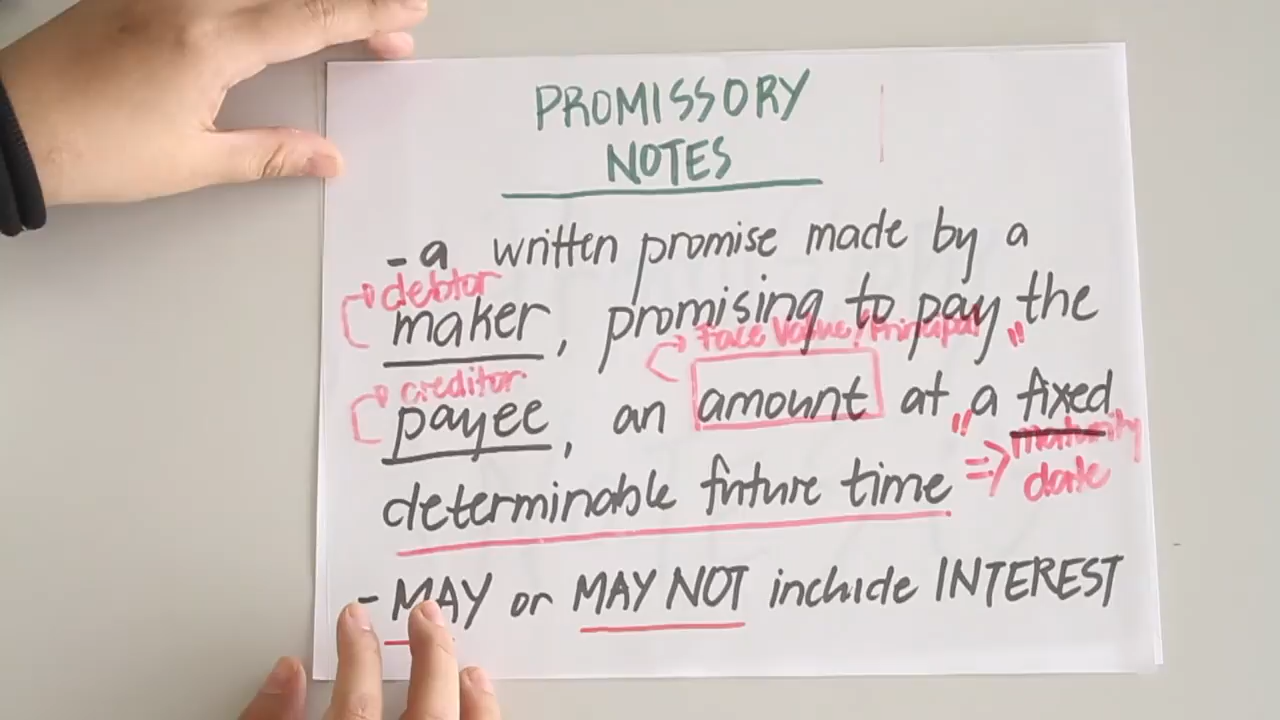 PROMISSORY
NOTES
- a written promise made by a
debtor
maker, promising to pay the
Face Value/Principal "
creditor
payee, an amount at "a fixed
maturity
determinable future time => date
- MAY or MAY NOT include INTEREST